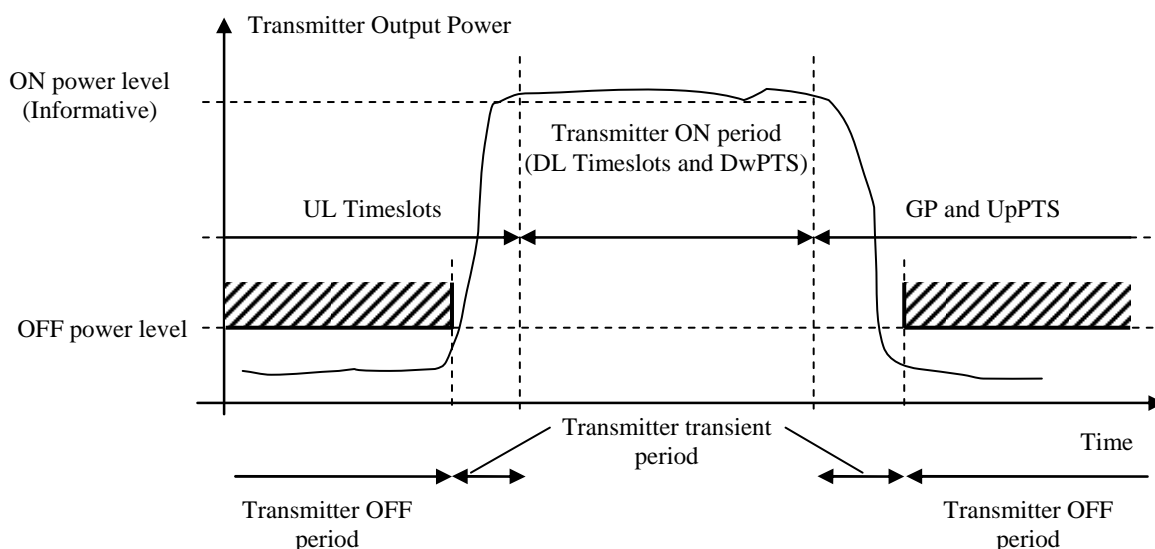 Transmitter Output Power
ON power level
(Informative)
Transmitter ON period
(DL Timeslots and DwPTS)
UL Timeslots
GP and UpPTS
OFF power level
Transmitter transient
period
Time
Transmitter OFF
period
Transmitter OFF
period